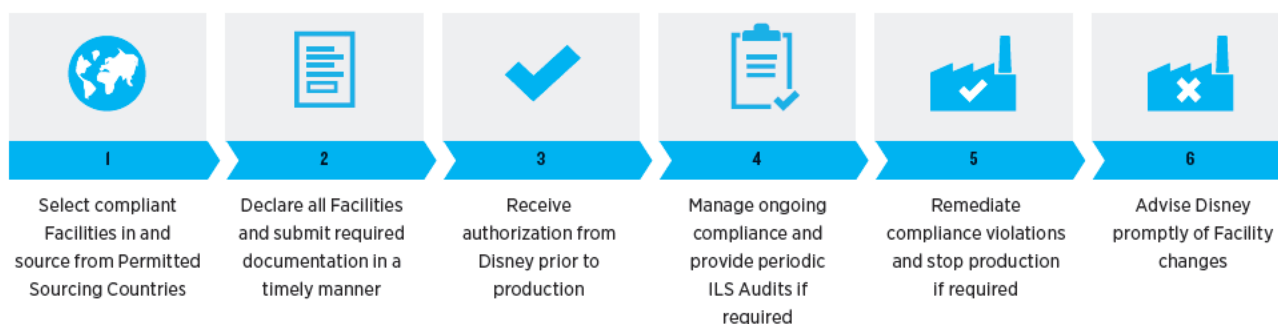 1
Select compliant
Facilities in and
source from Permitted
Sourcing Countries
2
Declare all Facilities
and submit required
documentation in a
timely manner
3
Receive
authorization from
Disney prior to
production
4
Manage ongoing
compliance and
provide periodic
ILS Audits if
required
5
Remediate
compliance violations
and stop production
if required
6
Advise Disney
promptly of Facility
changes